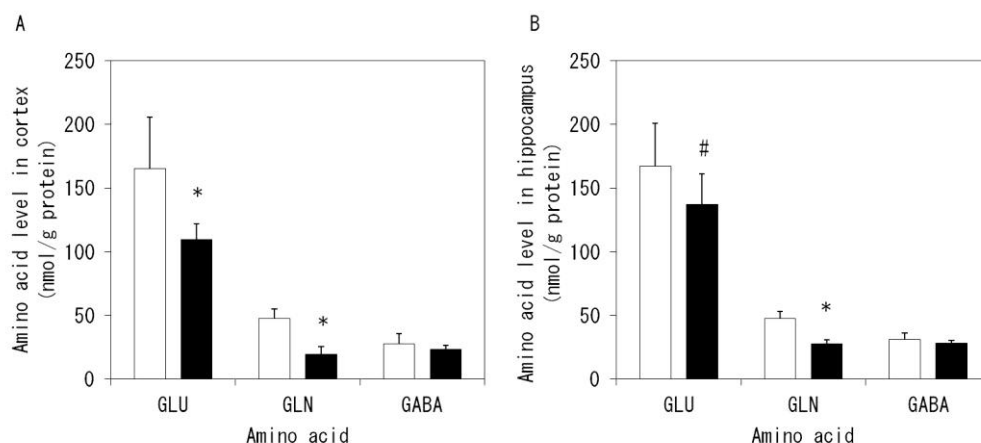 A
Amino acid level in cortex
(nmol/g protein)
250
200
150
100
50
0
*
*
GLU GLN GABA
Amino acid
B
Amino acid level in hippocampus
(nmol/g protein)
250
200
150
100
50
0
#
*
GLU GLN GABA
Amino acid